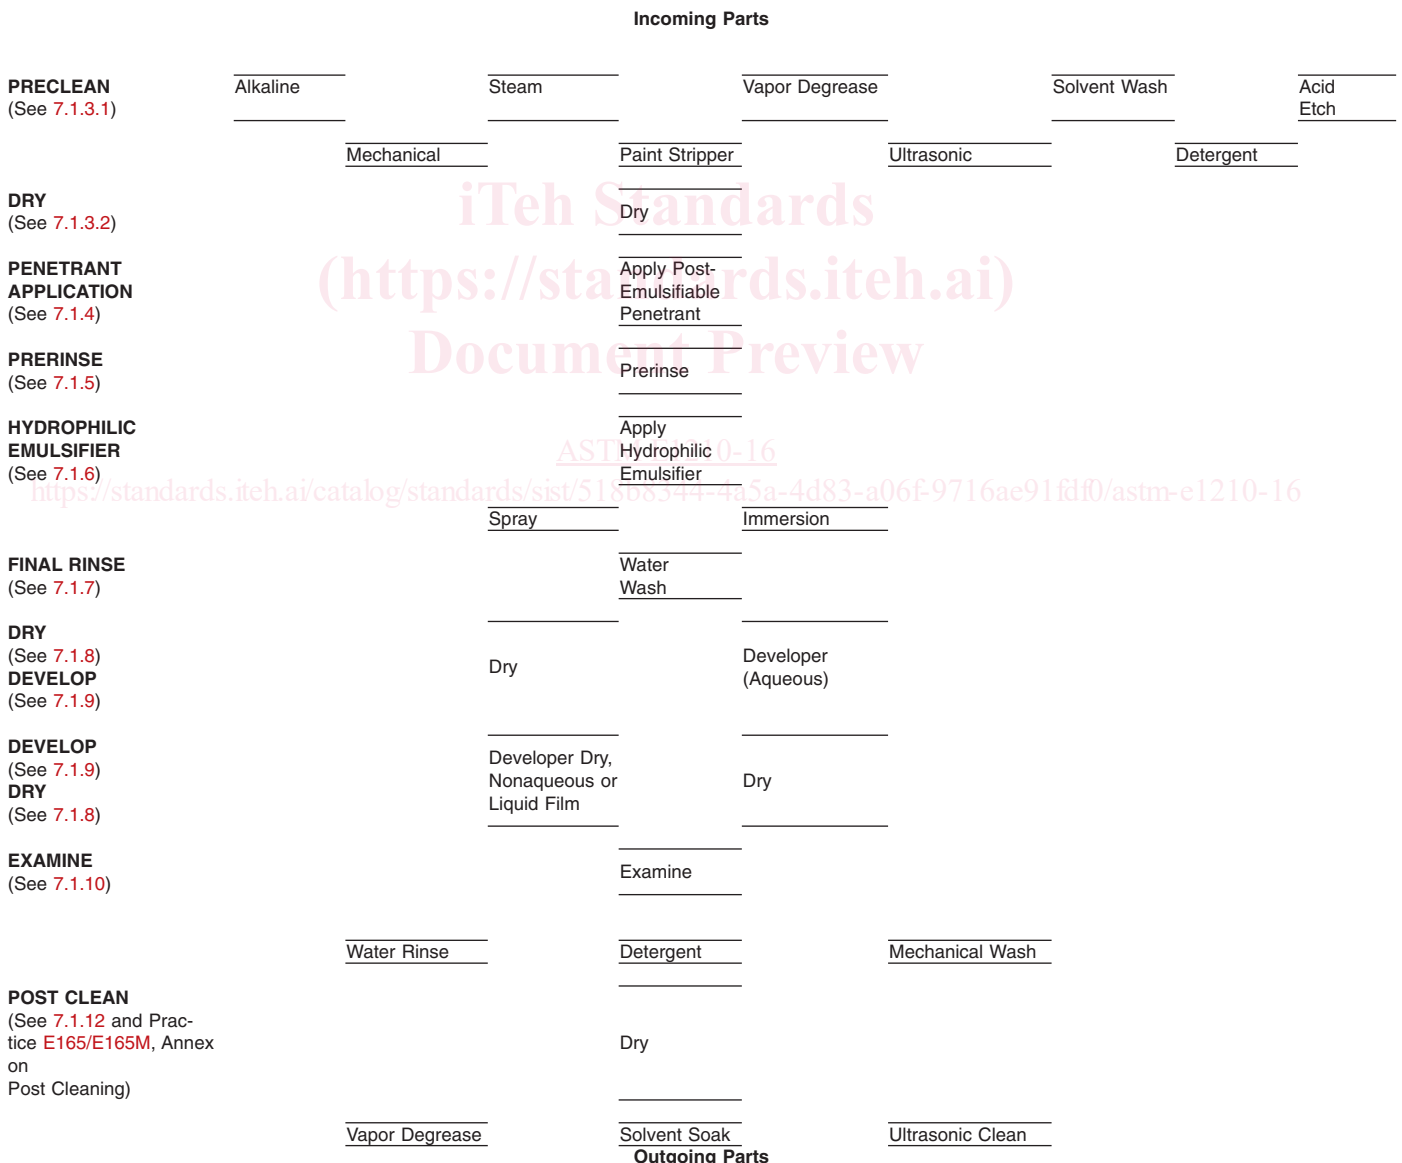 Incoming Parts
PRECLEAN
(See 7.1.3.1)
Alkaline
Steam
Vapor Degrease
Solvent Wash
Acid
Etch
Mechanical
Paint Stripper
Ultrasonic
Detergent
iTeh Standards
DRY
(See 7.1.3.2)
Dry
(https://standards.iteh.ai)
PENETRANT
APPLICATION
(See 7.1.4)
Apply Post-
Emulsifiable
Penetrant
Document Preview
PRERINSE
(See 7.1.5)
Prerinse
HYDROPHILIC
EMULSIFIER
(See 7.1.6)
Apply
Hydrophilic
Emulsifier
ASTM E1210-16
https://standards.iteh.ai/catalog/standards/sist/518b8344-4a5a-4d83-a06f-9716ae91fdf0/astm-e1210-16
Spray
Immersion
FINAL RINSE
(See 7.1.7)
Water
Wash
DRY
(See 7.1.8)
DEVELOP
(See 7.1.9)
Dry
Developer
(Aqueous)
DEVELOP
(See 7.1.9)
DRY
(See 7.1.8)
Developer Dry,
Nonaqueous or
Liquid Film
Dry
EXAMINE
(See 7.1.10)
Examine
Water Rinse
Detergent
Mechanical Wash
POST CLEAN
(See 7.1.12 and Prac-
tice E165/E165M, Annex
on
Post Cleaning)
Dry
Vapor Degrease
Solvent Soak
Ultrasonic Clean
Outgoing Parts